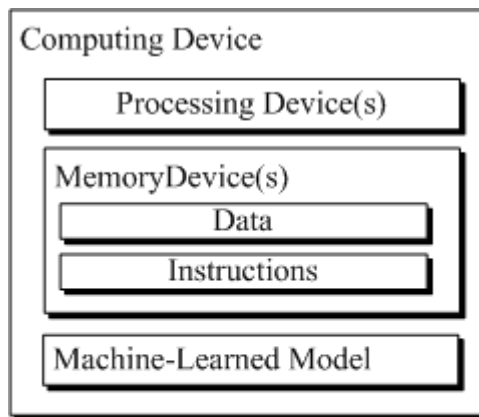 Computing Device
Processing Device(s)
MemoryDevice(s)
Data
Instructions
Machine-Learned Model